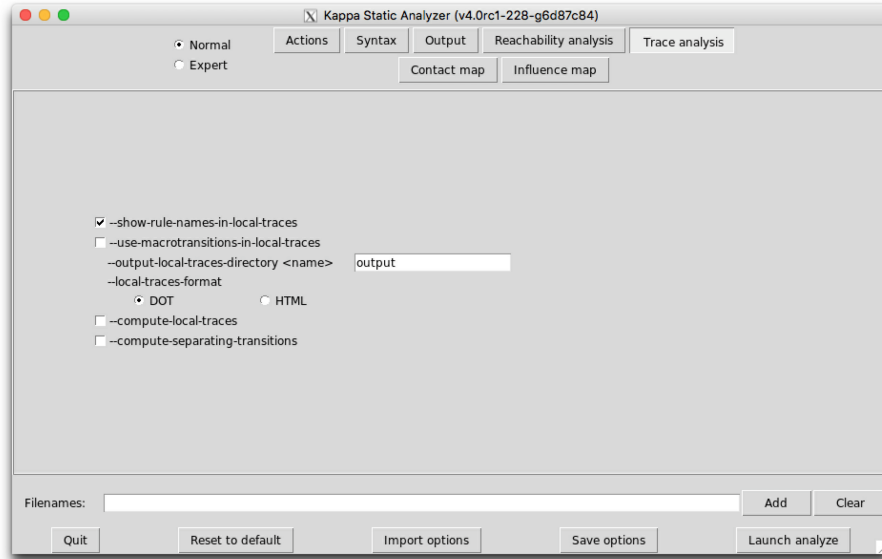 Kappa Static Analyzer (v4.0rc1-228-g6d87c84)
Normal
Expert
Actions Syntax Output Reachability analysis Trace analysis
Contact map Influence map
--show-rule-names-in-local-traces
--use-macrotransitions-in-local-traces
--output-local-traces-directory <name> output
--local-traces-format
DOT HTML
--compute-local-traces
--compute-separating-transitions
Filenames: Add Clear
Quit Reset to default Import options Save options Launch analyze